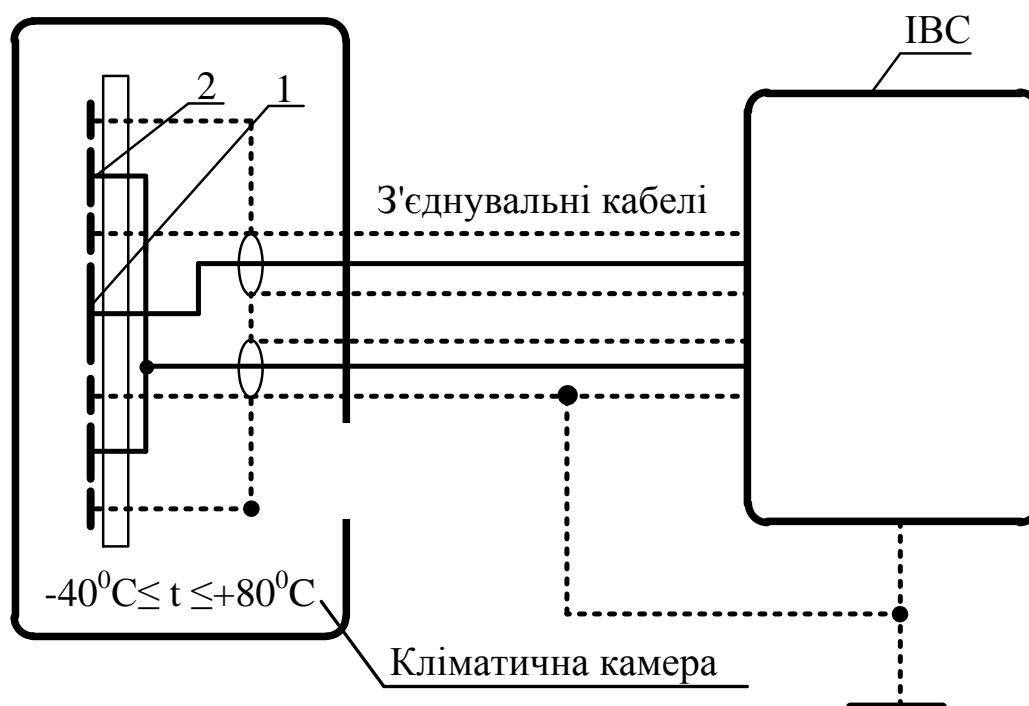 ІВС
2
1
З'єднувальні кабелі
-40⁰C≤ t ≤+80⁰C
Кліматична камера